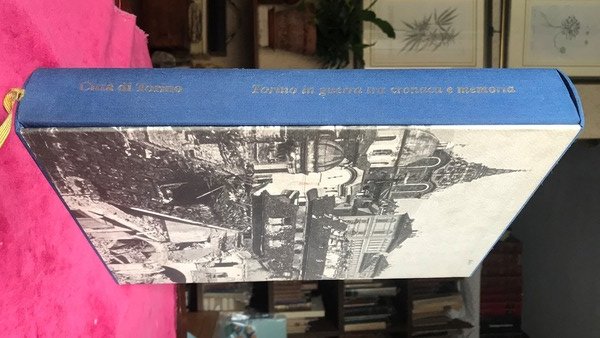 Città di Torino
Torino in guerra tra cronaca e memoria